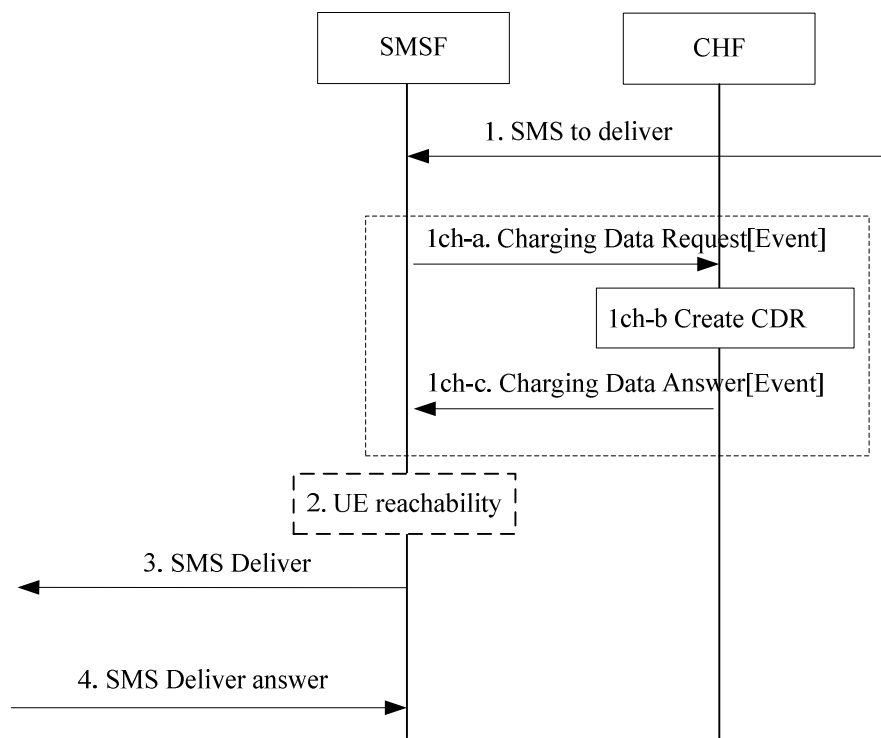 SMSF
CHF
1. SMS to deliver
1ch-a. Charging Data Request[Event]
1ch-b Create CDR
1ch-c. Charging Data Answer[Event]
2. UE reachability
3. SMS Deliver
4. SMS Deliver answer